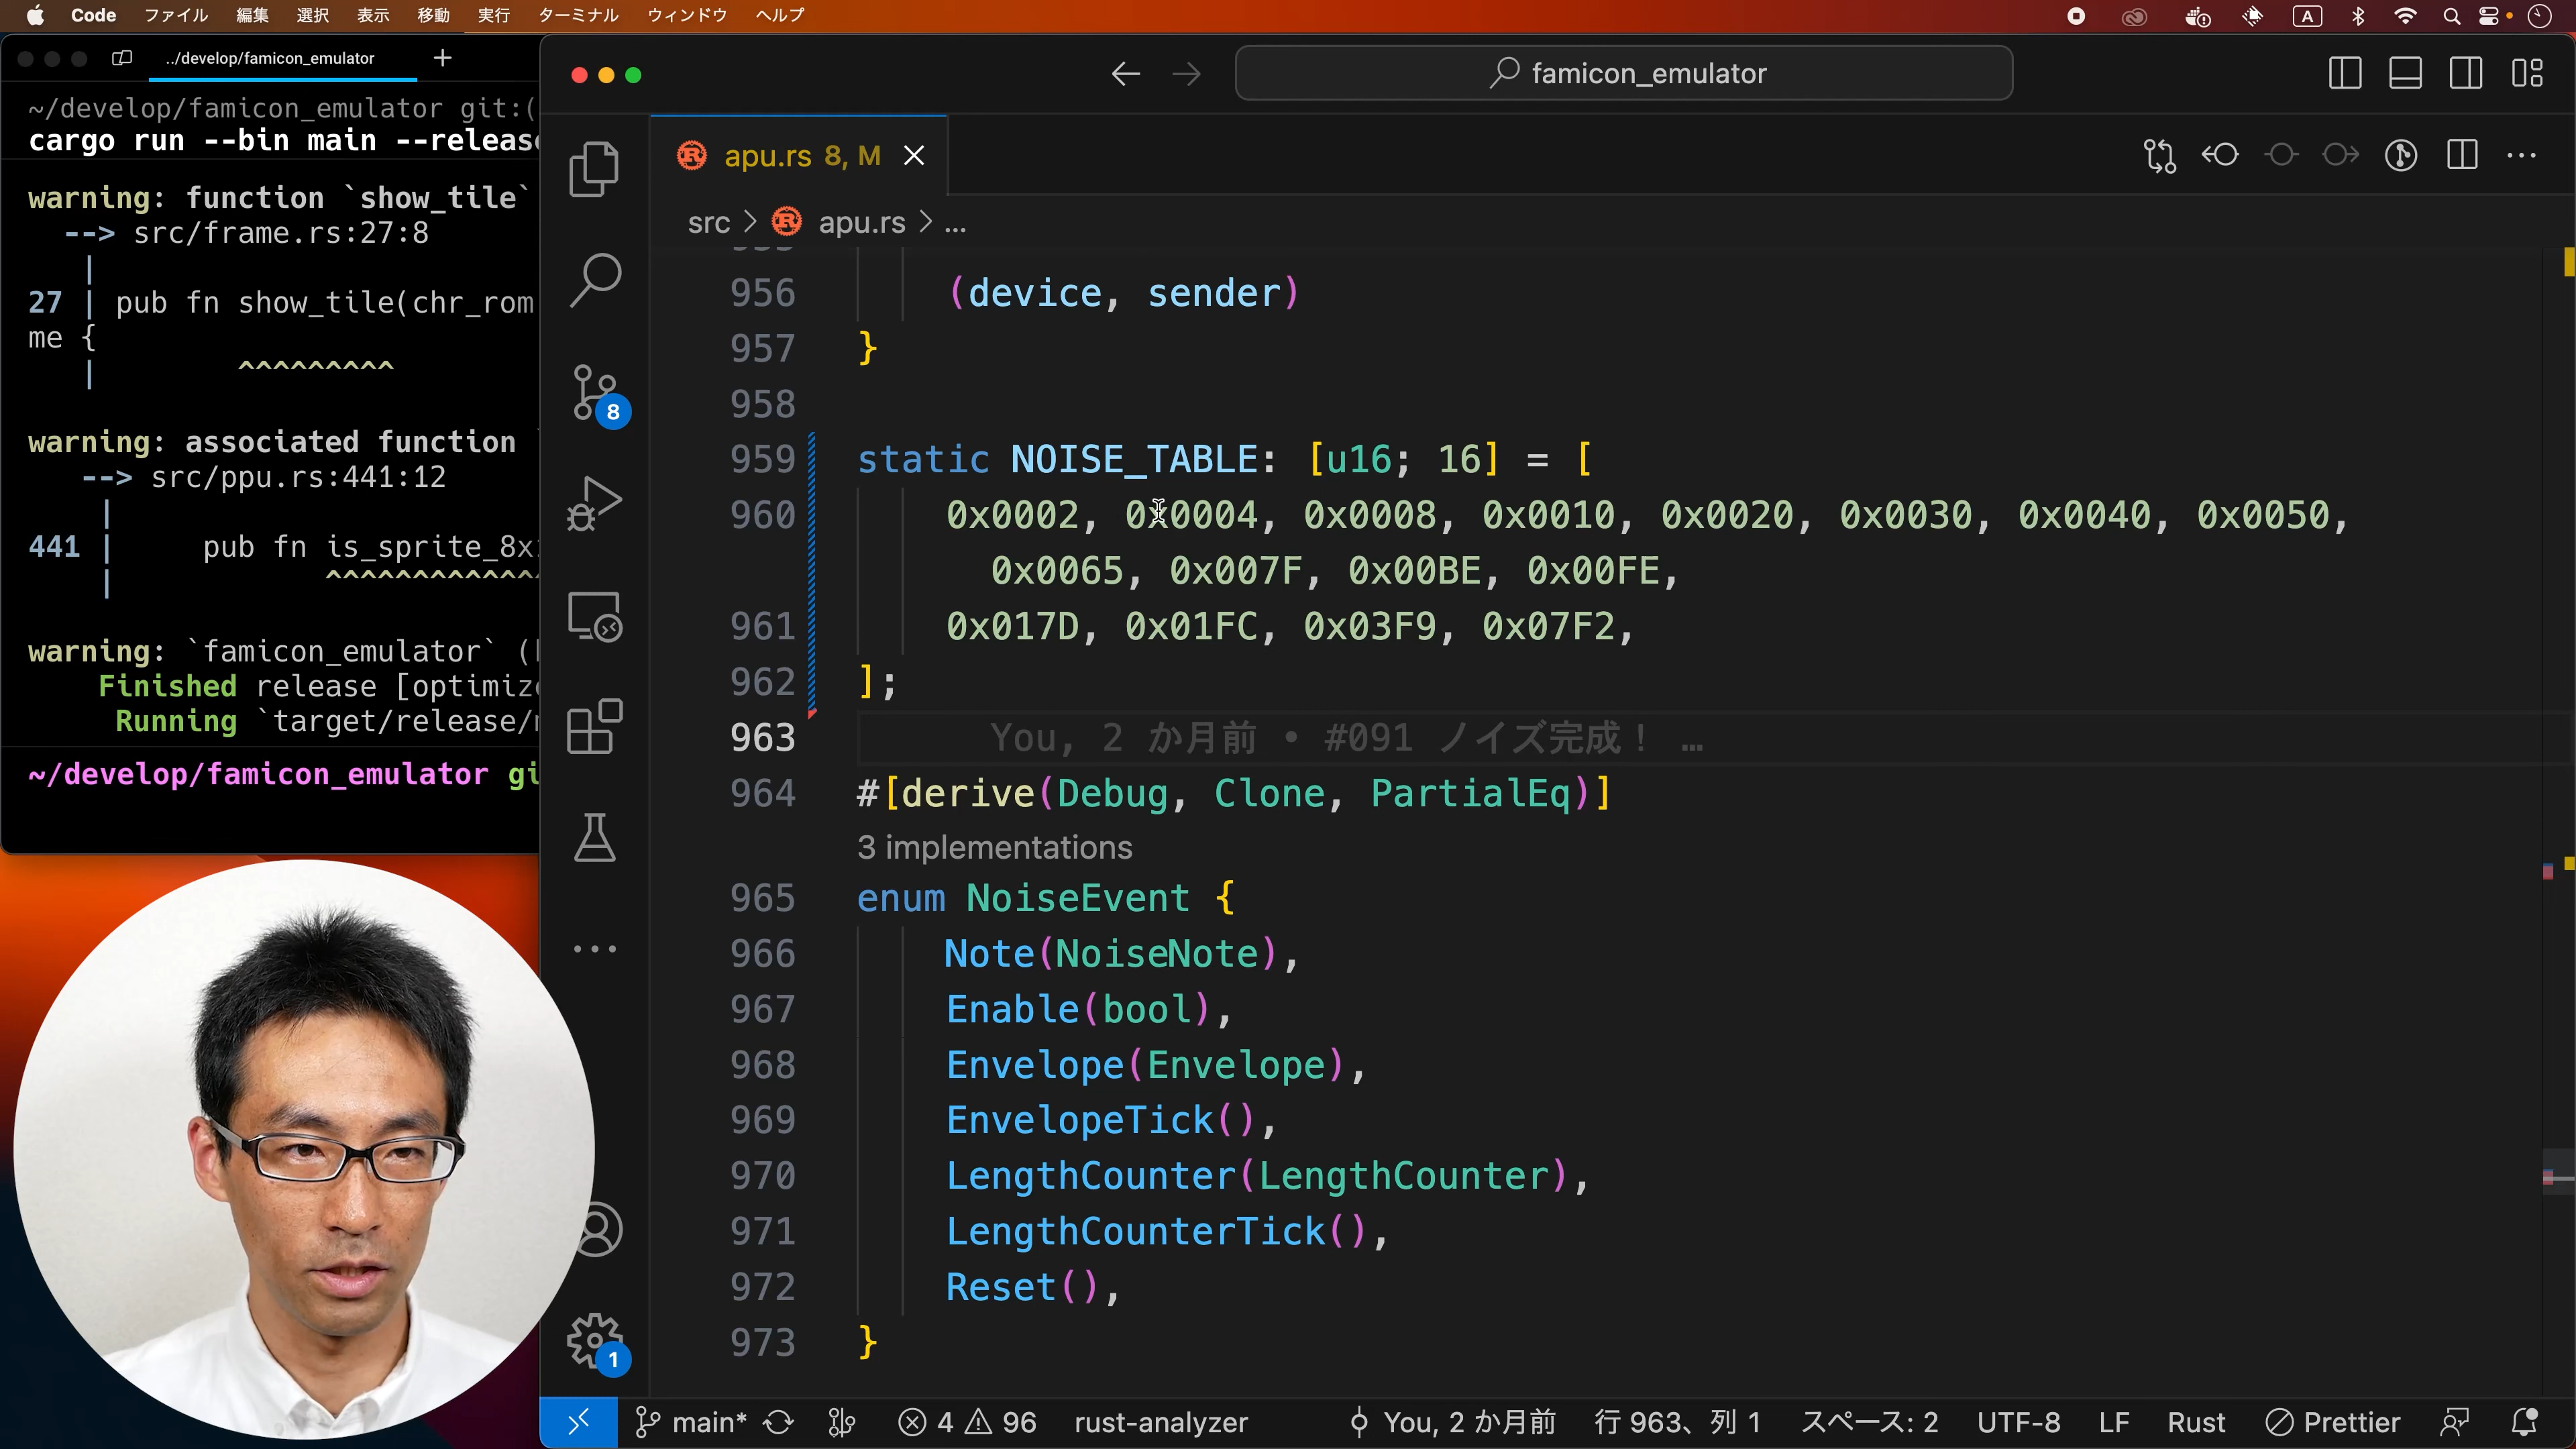 Code ファイル 編集 選択 表示 移動 実行 ターミナル ウィンドウ ヘルプ A
../develop/famicon_emulator +
~/develop/famicon_emulator git:(
cargo run --bin main --release
warning: function `show_tile`
--> src/frame.rs:27:8
|
27 | pub fn show_tile(chr_rom
me {
| ^^^^^^^^^
warning: associated function `
--> src/ppu.rs:441:12
|
441 | pub fn is_sprite_8x
| ^^^^^^^^^^^^
warning: `famicon_emulator` (
Finished release [optimize
Running `target/release/m
~/develop/famicon_emulator gi
famicon_emulator
apu.rs 8, M
src > apu.rs > ...
956 (device, sender)
957 }
958
959 static NOISE_TABLE: [u16; 16] = [
960 0x0002, 0x0004, 0x0008, 0x0010, 0x0020, 0x0030, 0x0040, 0x0050,
0x0065, 0x007F, 0x00BE, 0x00FE,
961 0x017D, 0x01FC, 0x03F9, 0x07F2,
962 ];
963 You, 2 か月前 • #091 ノイズ完成！ …
964 #[derive(Debug, Clone, PartialEq)]
3 implementations
965 enum NoiseEvent {
966 Note(NoiseNote),
967 Enable(bool),
968 Envelope(Envelope),
969 EnvelopeTick(),
970 LengthCounter(LengthCounter),
971 LengthCounterTick(),
972 Reset(),
973 }
8
1
main* 4 96 rust-analyzer You, 2 か月前 行 963、列 1 スペース: 2 UTF-8 LF Rust Prettier